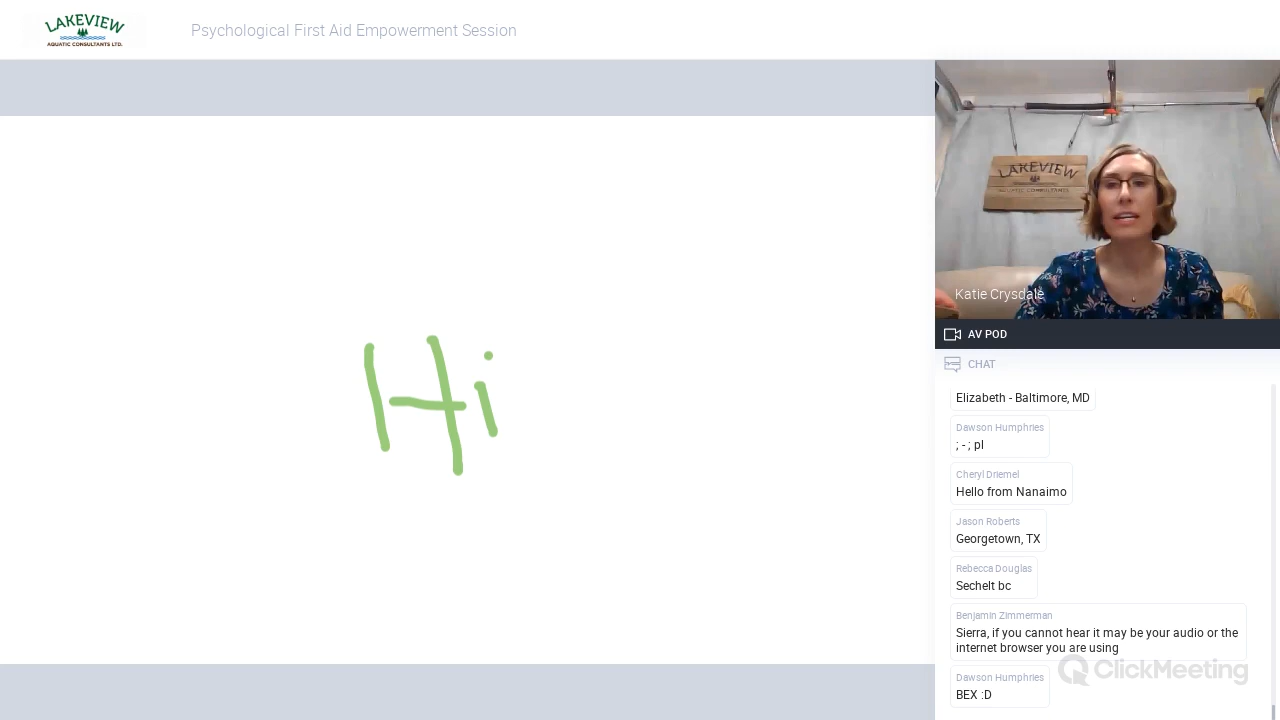 LAKEVIEW
AQUATIC CONSULTANTS LTD.
Psychological First Aid Empowerment Session
Hi
LAKEVIEW
AQUATIC CONSULTANTS
Katie Crysdale
AV POD
CHAT
Elizabeth - Baltimore, MD
Dawson Humphries
; - ; pl
Cheryl Driemel
Hello from Nanaimo
Jason Roberts
Georgetown, TX
Rebecca Douglas
Sechelt bc
Benjamin Zimmerman
Sierra, if you cannot hear it may be your audio or the
internet browser you are using
ClickMeeting
Dawson Humphries
BEX :D